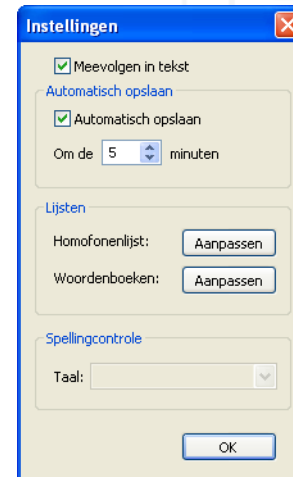 Instellingen
Meevolgen in tekst
Automatisch opslaan
Automatisch opslaan
Om de 5 minuten
Lijsten
Homofonenlijst: Aanpassen
Woordenboeken: Aanpassen
Spellingcontrole
Taal:
OK